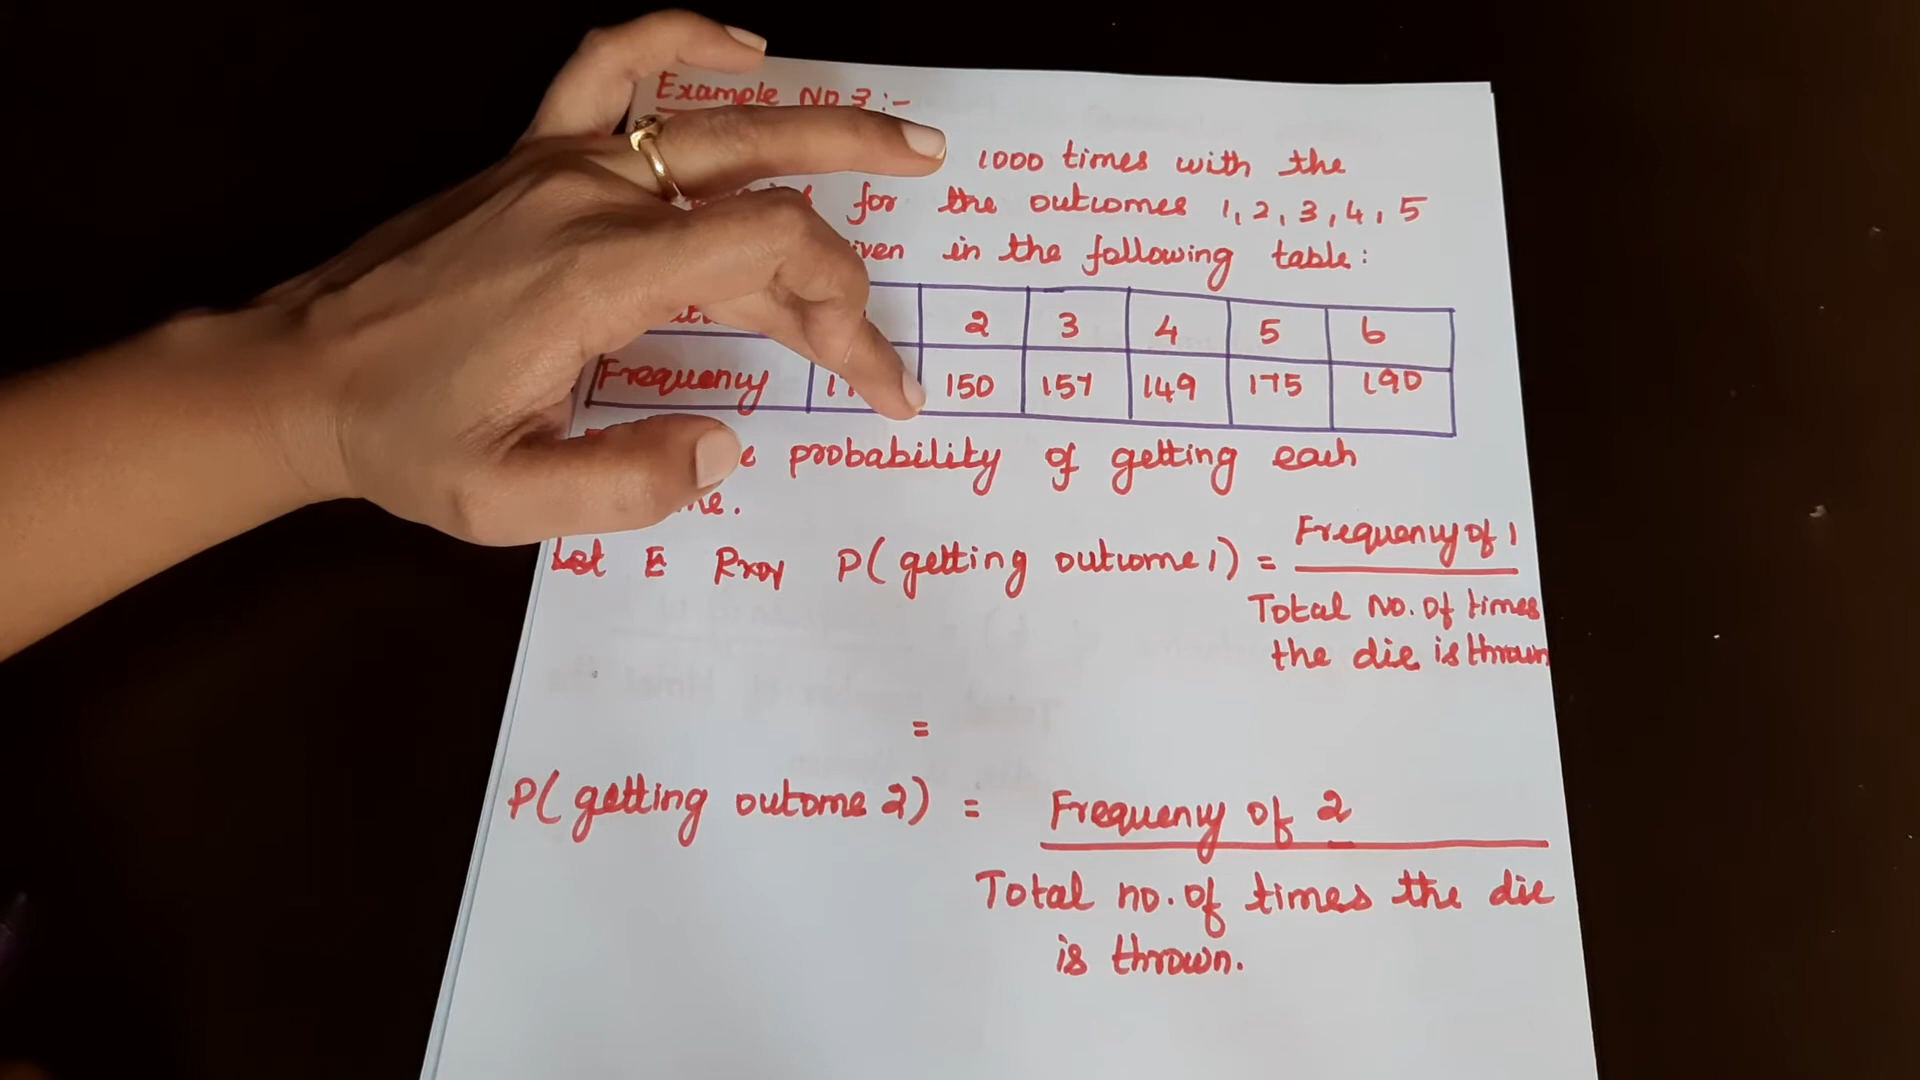 Example No 3:-
1000 times with the
for the outcomes 1, 2, 3, 4, 5
in the following table:
2 3 4 5 6
Frequency 150 157 149 175 190
probability of getting each
Let E P(getting outcome 1) = Frequency of 1
Total No. of times
the die is thrown
=
P(getting outome 2) = Frequeny of 2
Total no. of times the die
is thrown.